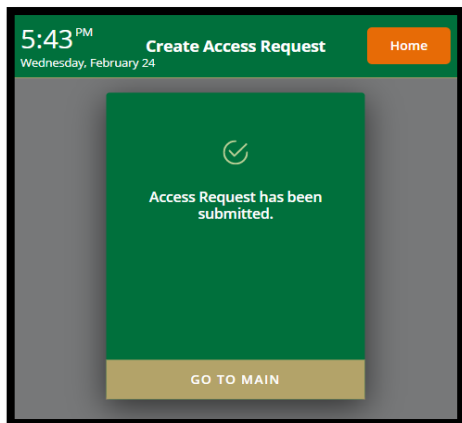 5:43 PM
Create Access Request
Home
Wednesday, February 24
Access Request has been
submitted.
GO TO MAIN